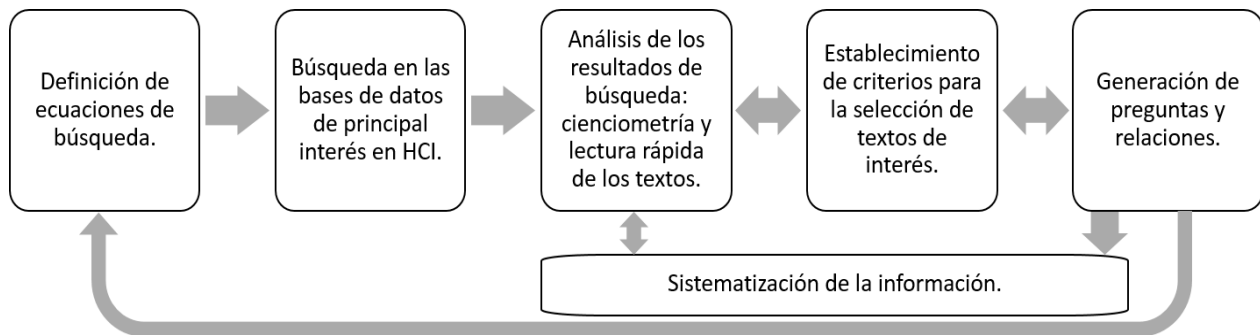 Definición de
ecuaciones de
búsqueda.
Búsqueda en las
bases de datos
de principal
interés en HCI.
Análisis de los
resultados de
búsqueda:
cienciometría y
lectura rápida
de los textos.
Establecimiento
de criterios para
la selección de
textos de
interés.
Generación de
preguntas y
relaciones.
Sistematización de la información.